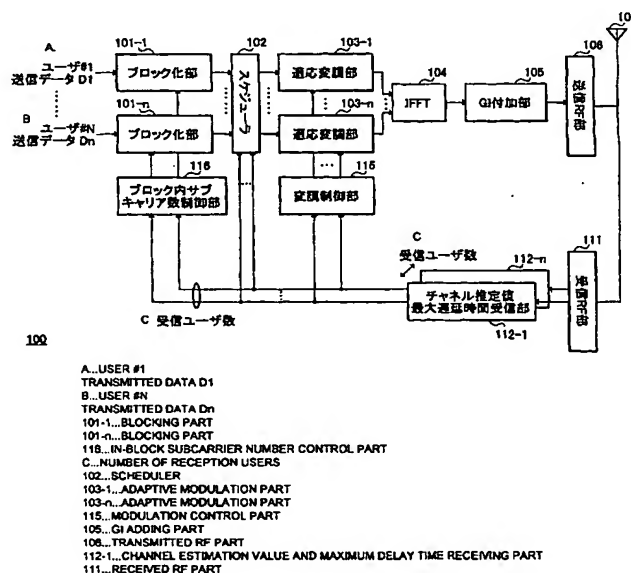 A
ユーザ#1
送信データ D1
B
ユーザ#N
送信データ Dn
101-1
ブロック化部
101-n
ブロック化部
102
スケジューラ
103-1
適応変調部
103-n
適応変調部
104
IFFT
105
GI付加部
106
送信RF部
10
116
ブロック内サブ
キャリア数制御部
115
変調制御部
C
受信ユーザ数
112-n
チャネル推定値
最大遅延時間受信部
112-1
111
受信RF部
C 受信ユーザ数
100
A...USER #1
TRANSMITTED DATA D1
B...USER #N
TRANSMITTED DATA Dn
101-1...BLOCKING PART
101-n...BLOCKING PART
116...IN-BLOCK SUBCARRIER NUMBER CONTROL PART
C...NUMBER OF RECEPTION USERS
102...SCHEDULER
103-1...ADAPTIVE MODULATION PART
103-n...ADAPTIVE MODULATION PART
115...MODULATION CONTROL PART
105...GI ADDING PART
106...TRANSMITTED RF PART
112-1...CHANNEL ESTIMATION VALUE AND MAXIMUM DELAY TIME RECEIVING PART
111...RECEIVED RF PART